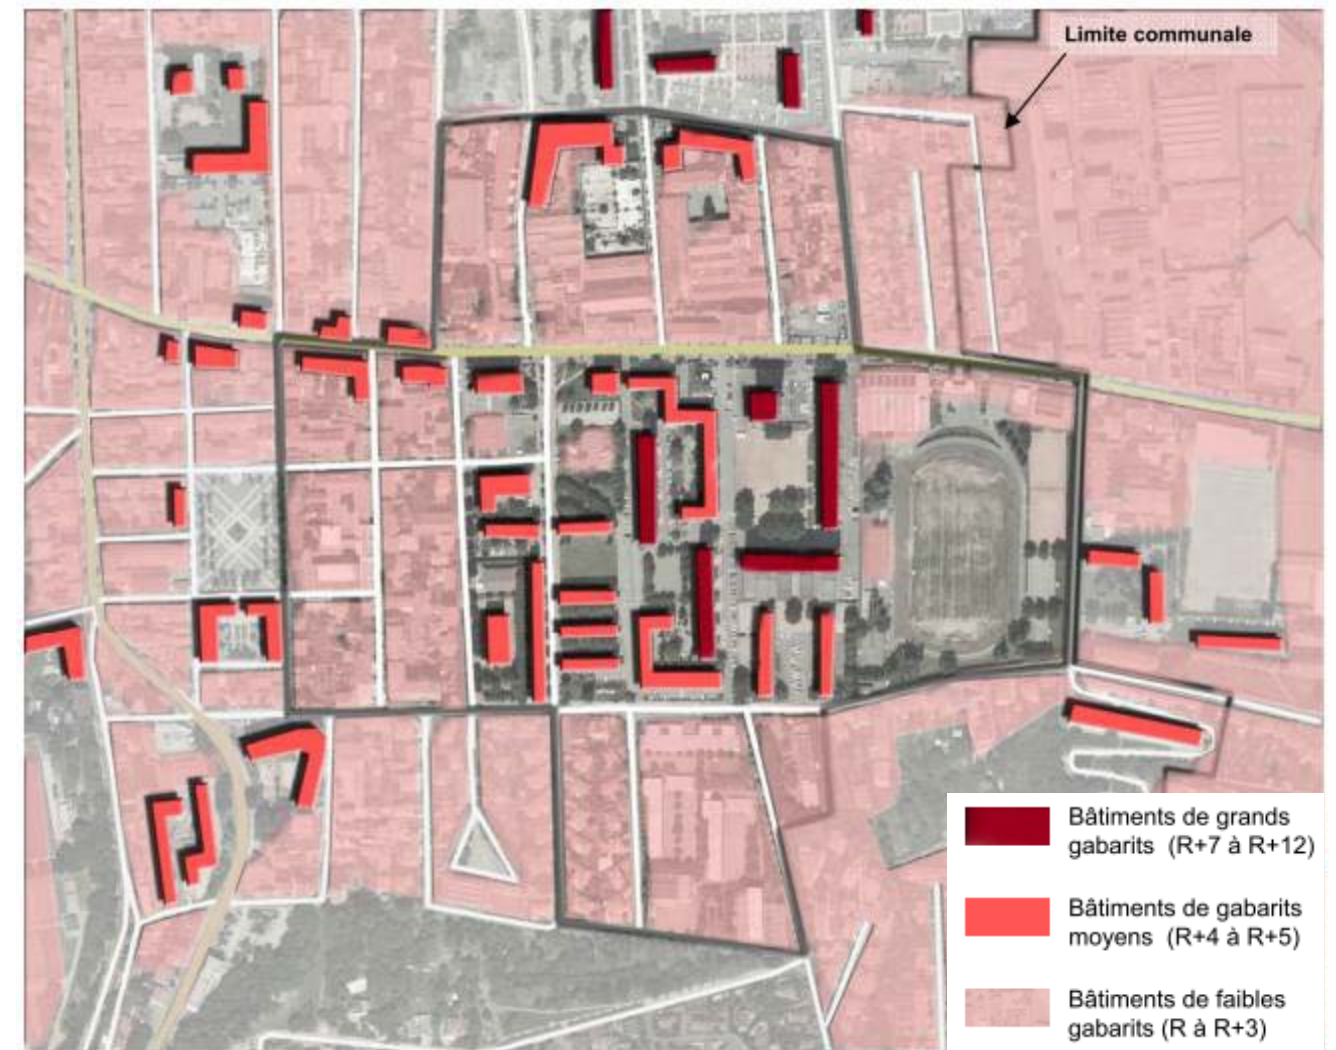 Limite communale
Bâtiments de grands
gabarits (R+7 à R+12)
Bâtiments de gabarits
moyens (R+4 à R+5)
Bâtiments de faibles
gabarits (R à R+3)